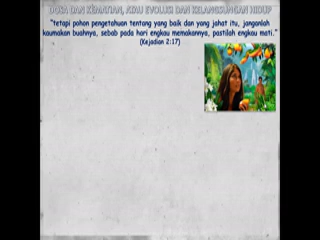 DOSA DAN KEMATIAN, ATAU EVOLUSI DAN KELANGSUNGAN HIDUP
"tetapi pohon pengetahuan tentang yang baik dan yang jahat itu, janganlah
kaumakan buahnya, sebab pada hari engkau memakannya, pastilah engkau mati."
(Kejadian 2:17)